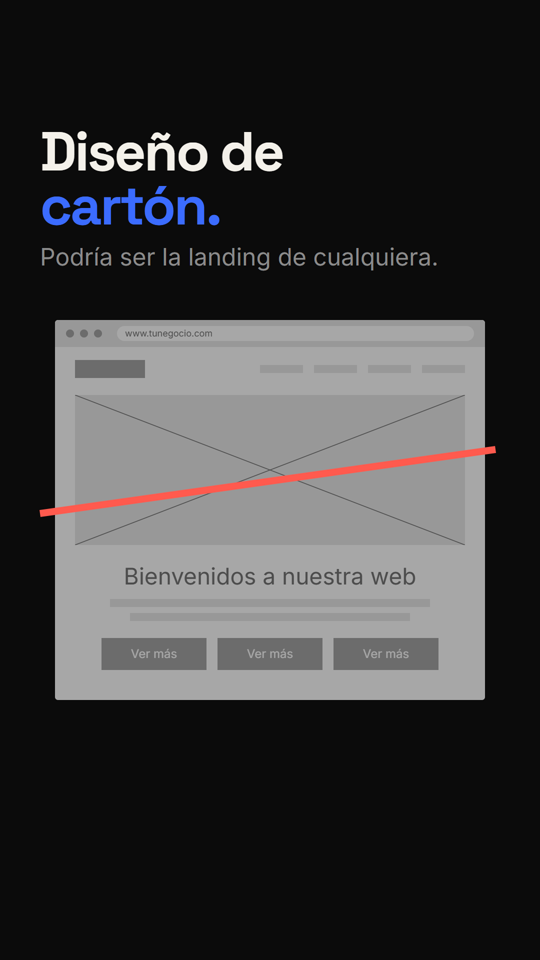 Diseño de
cartón.
Podría ser la landing de cualquiera.
www.tunegocio.com
Bienvenidos a nuestra web
Ver más Ver más Ver más